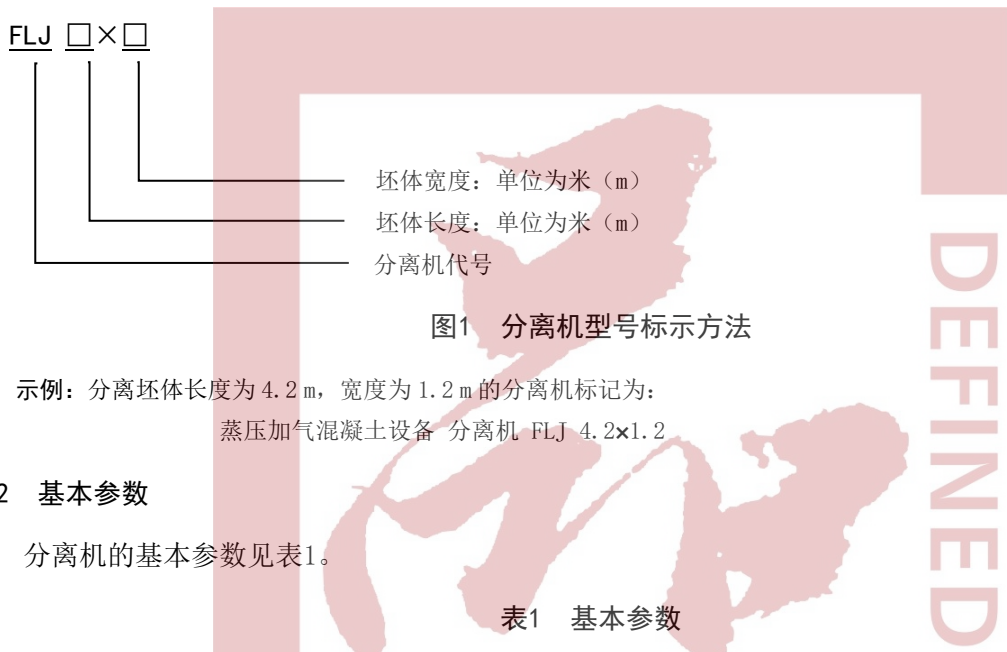 FLJ □×□
坯体宽度：单位为米（m）
坯体长度：单位为米（m）
分离机代号
图1 分离机型号标示方法
示例：分离坯体长度为 4.2 m，宽度为 1.2 m 的分离机标记为：
蒸压加气混凝土设备 分离机 FLJ 4.2×1.2
2 基本参数
分离机的基本参数见表1。
表1 基本参数
DEFINED